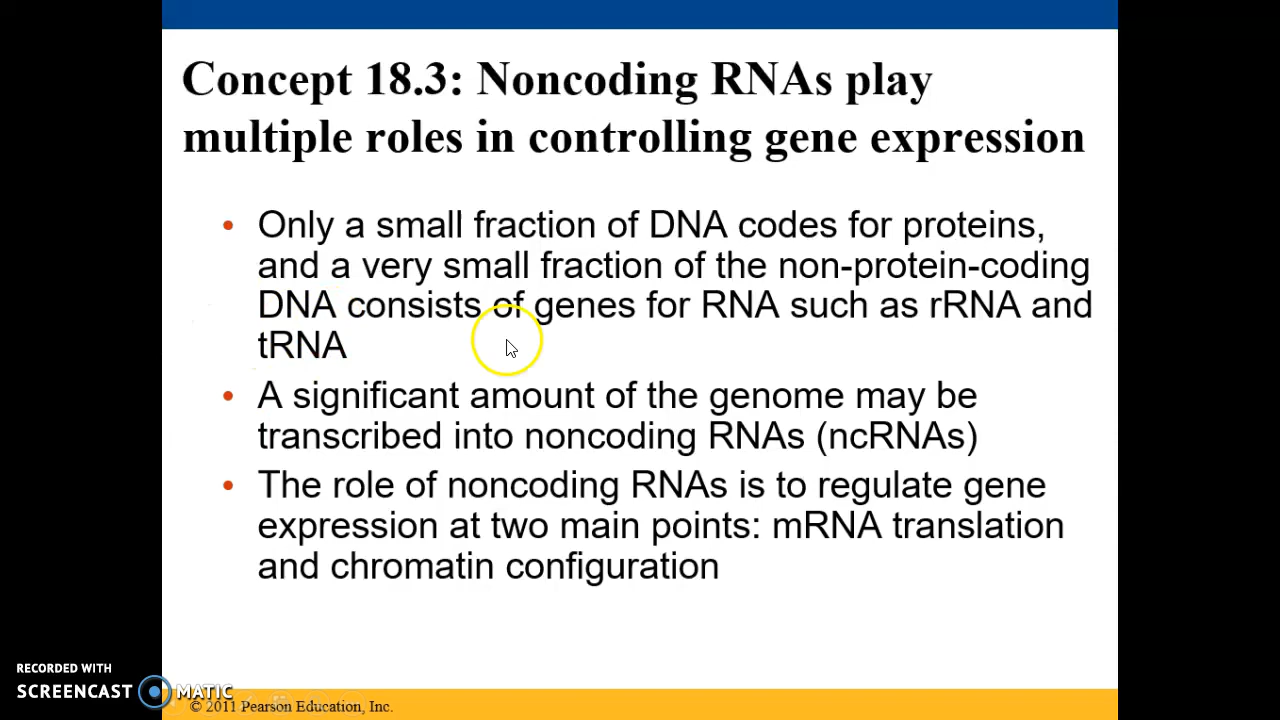 Concept 18.3: Noncoding RNAs play
multiple roles in controlling gene expression
• Only a small fraction of DNA codes for proteins,
and a very small fraction of the non-protein-coding
DNA consists of genes for RNA such as rRNA and
tRNA
• A significant amount of the genome may be
transcribed into noncoding RNAs (ncRNAs)
• The role of noncoding RNAs is to regulate gene
expression at two main points: mRNA translation
and chromatin configuration
RECORDED WITH
SCREENCAST MATIC
© 2011 Pearson Education, Inc.